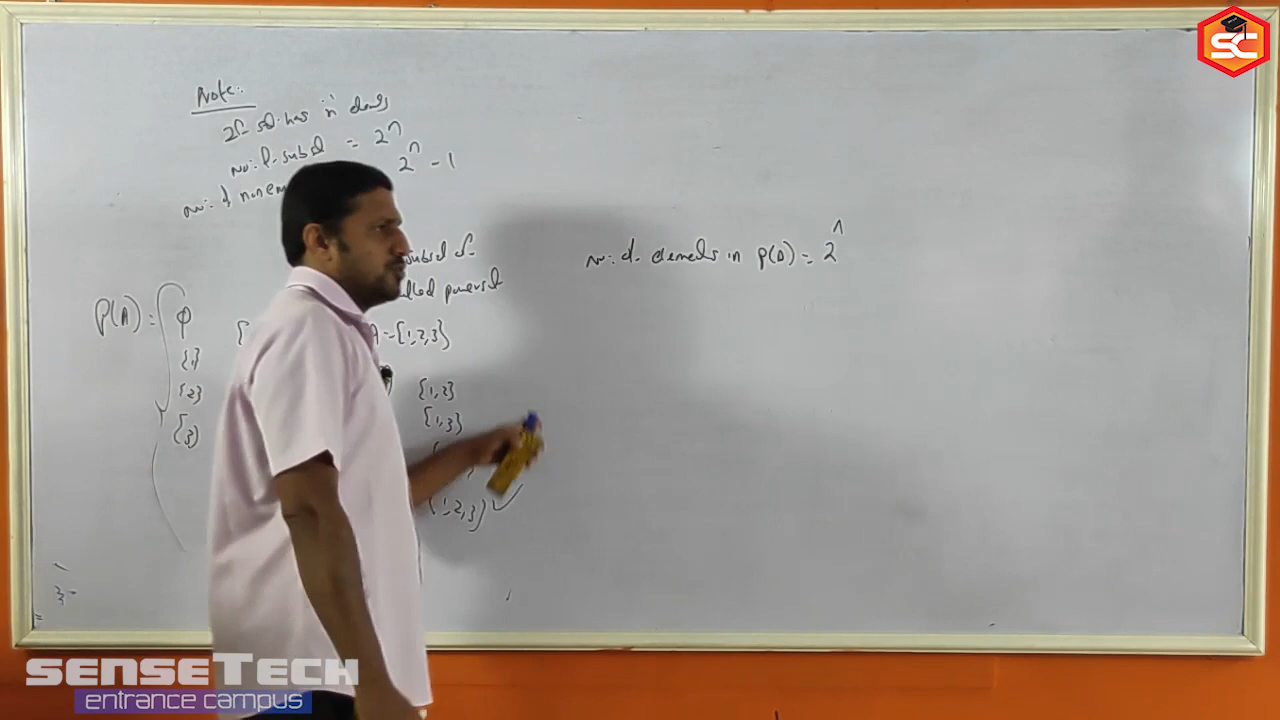 Note:
If set has 'n' elements
no: of subset = 2^n
no: of nonem 2^n - 1
subset of
called powerset
P(A) = { φ { A = {1,2,3}
{1}
{2} {1,2}
{3} {1,3}
{1,2,3} ✓
no: of elements in P(A) = 2^n
SC
SENSETECH
entrance campus